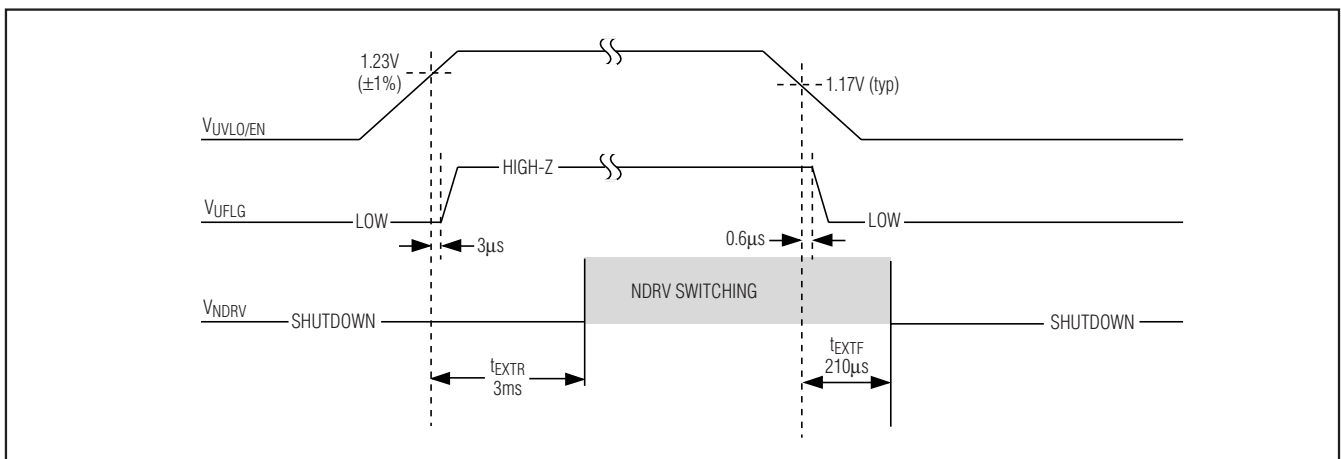 1.23V
(±1%)
1.17V (typ)
VUVLO/EN
HIGH-Z
VUFLG
LOW
LOW
3μs
0.6μs
NDRV SWITCHING
VNDRV
SHUTDOWN
SHUTDOWN
tEXTR
3ms
tEXTF
210μs